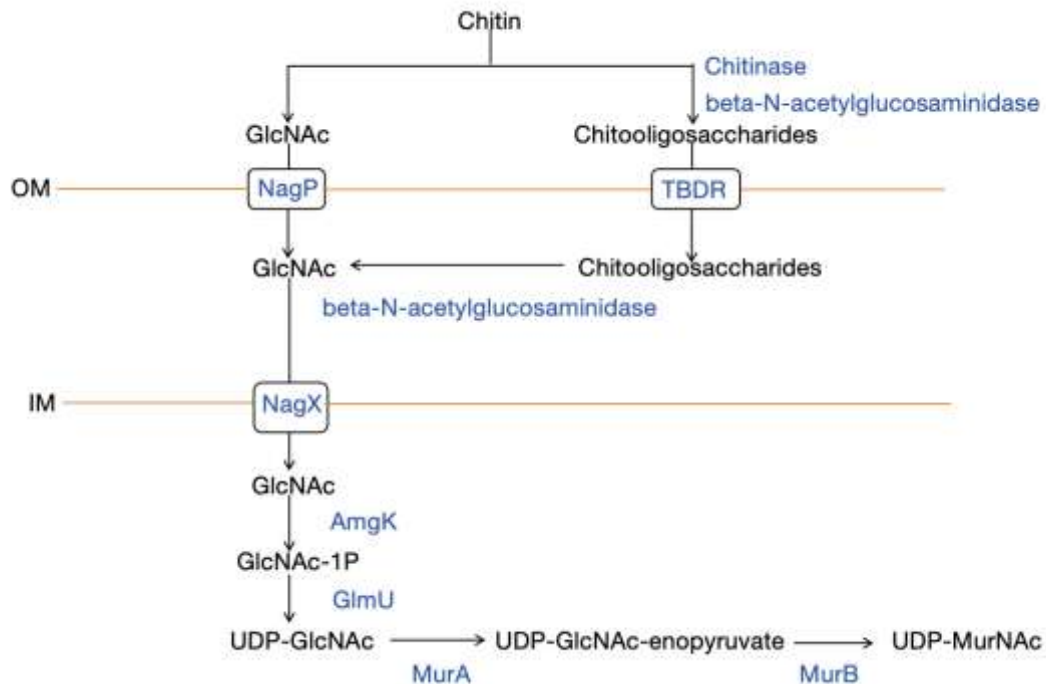 Chitin
Chitinase
beta-N-acetylglucosaminidase
GlcNAc
Chitooligosaccharides
OM
NagP
TBDR
GlcNAc
Chitooligosaccharides
beta-N-acetylglucosaminidase
IM
NagX
GlcNAc
AmgK
GlcNAc-1P
GlmU
UDP-GlcNAc
UDP-GlcNAc-enopyruvate
UDP-MurNAc
MurA
MurB